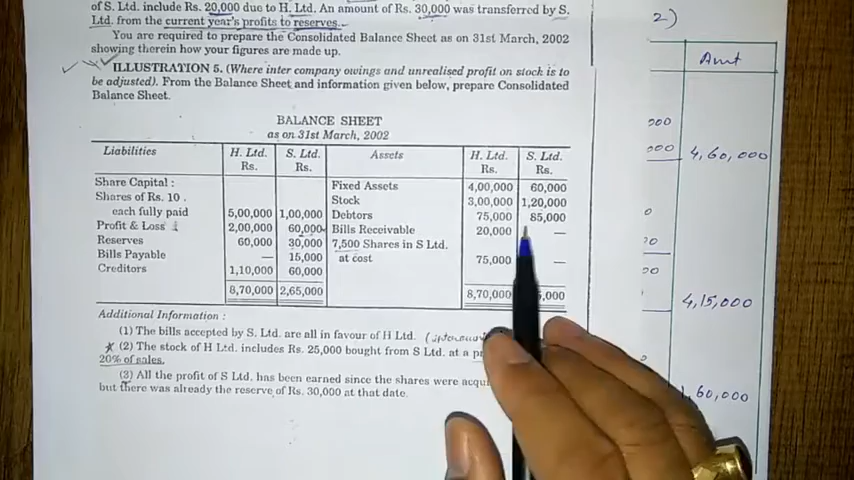 of S. Ltd. include Rs. 20,000 due to H. Ltd. An amount of Rs. 30,000 was transferred by S.
Ltd. from the current year's profits to reserves.
You are required to prepare the Consolidated Balance Sheet as on 31st March, 2002
showing therein how your figures are made up.
ILLUSTRATION 5. (Where inter company owings and unrealised profit on stock is to
be adjusted). From the Balance Sheet and information given below, prepare Consolidated
Balance Sheet.
BALANCE SHEET
as on 31st March, 2002
Liabilities H. Ltd. Rs. S. Ltd. Rs. Assets H. Ltd. Rs. S. Ltd. Rs.
Share Capital : Fixed Assets 4,00,000 60,000
Shares of Rs. 10 Stock 3,00,000 1,20,000
each fully paid 5,00,000 1,00,000 Debtors 75,000 85,000
Profit & Loss 2,00,000 60,000 Bills Receivable 20,000 —
Reserves 60,000 30,000 7,500 Shares in S Ltd.
Bills Payable — 15,000 at cost 75,000 —
Creditors 1,10,000 60,000
8,70,000 2,65,000 8,70,000 5,000
Additional Information :
(1) The bills accepted by S. Ltd. are all in favour of H Ltd.
(2) The stock of H Ltd. includes Rs. 25,000 bought from S Ltd. at a
20% of sales.
(3) All the profit of S Ltd. has been earned since the shares were
but there was already the reserve of Rs. 30,000 at that date.
2)
Amt
000
000 4,60,000
0
00
4,15,000
1,60,000